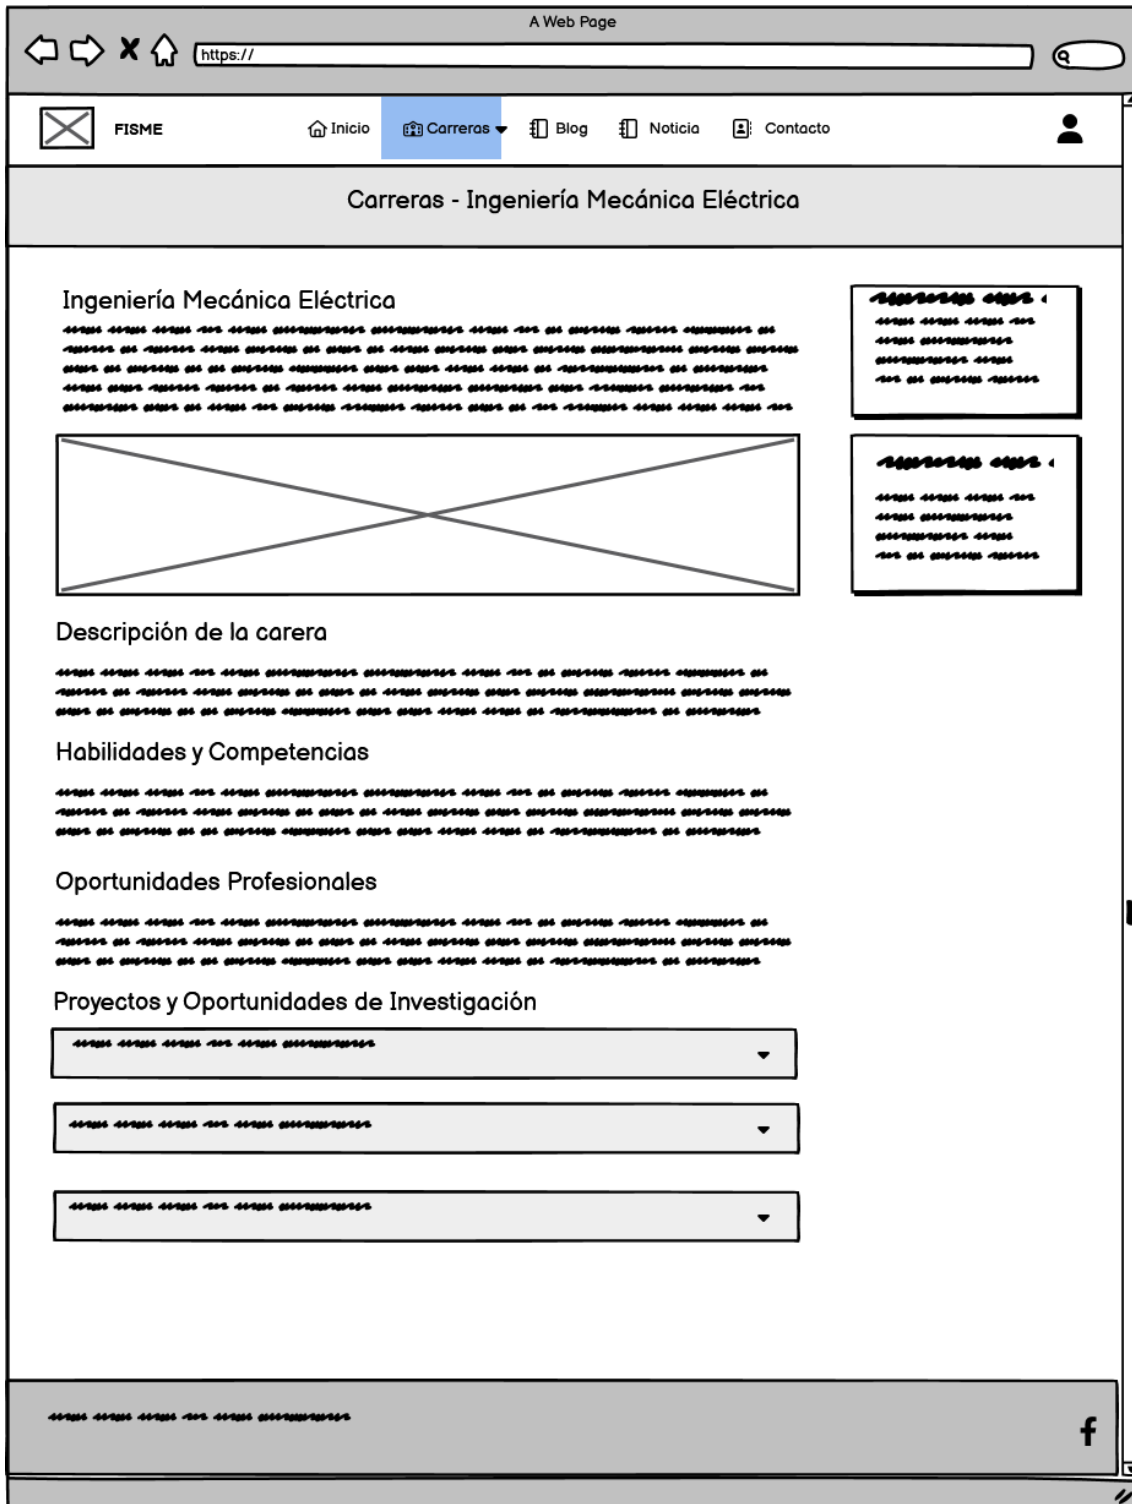 A Web Page
https://
FISME
Inicio
Carreras
Blog
Noticia
Contacto
Carreras - Ingeniería Mecánica Eléctrica
Ingeniería Mecánica Eléctrica
Descripción de la carera
Habilidades y Competencias
Oportunidades Profesionales
Proyectos y Oportunidades de Investigación